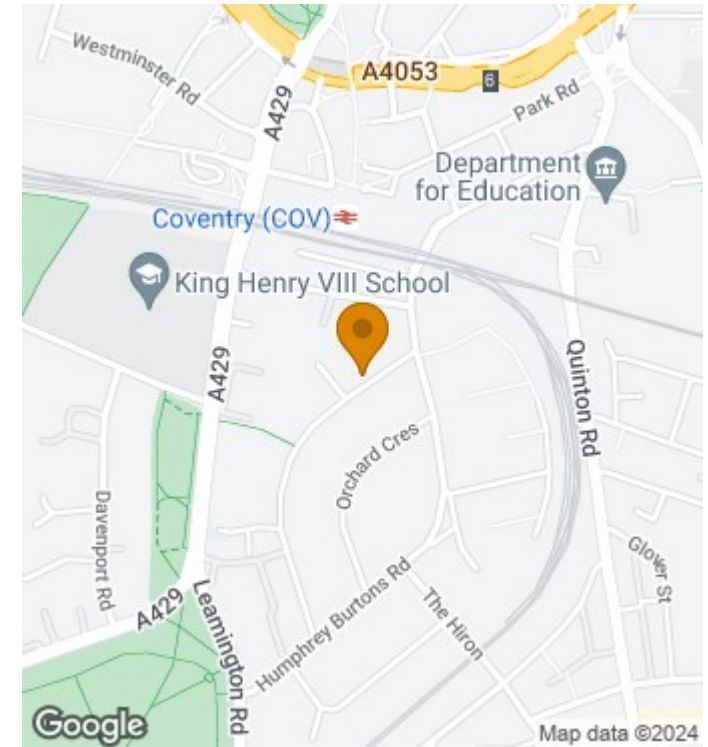 Westminster Rd
A4053
6
A429
Park Rd
Department
for Education
Coventry (COV)
King Henry VIII School
A429
Quinton Rd
Orchard Cres
Davenport Rd
Glover St
A429
Leamington Rd
Humphrey Burtons Rd
The Hiron
Google
Map data ©2024